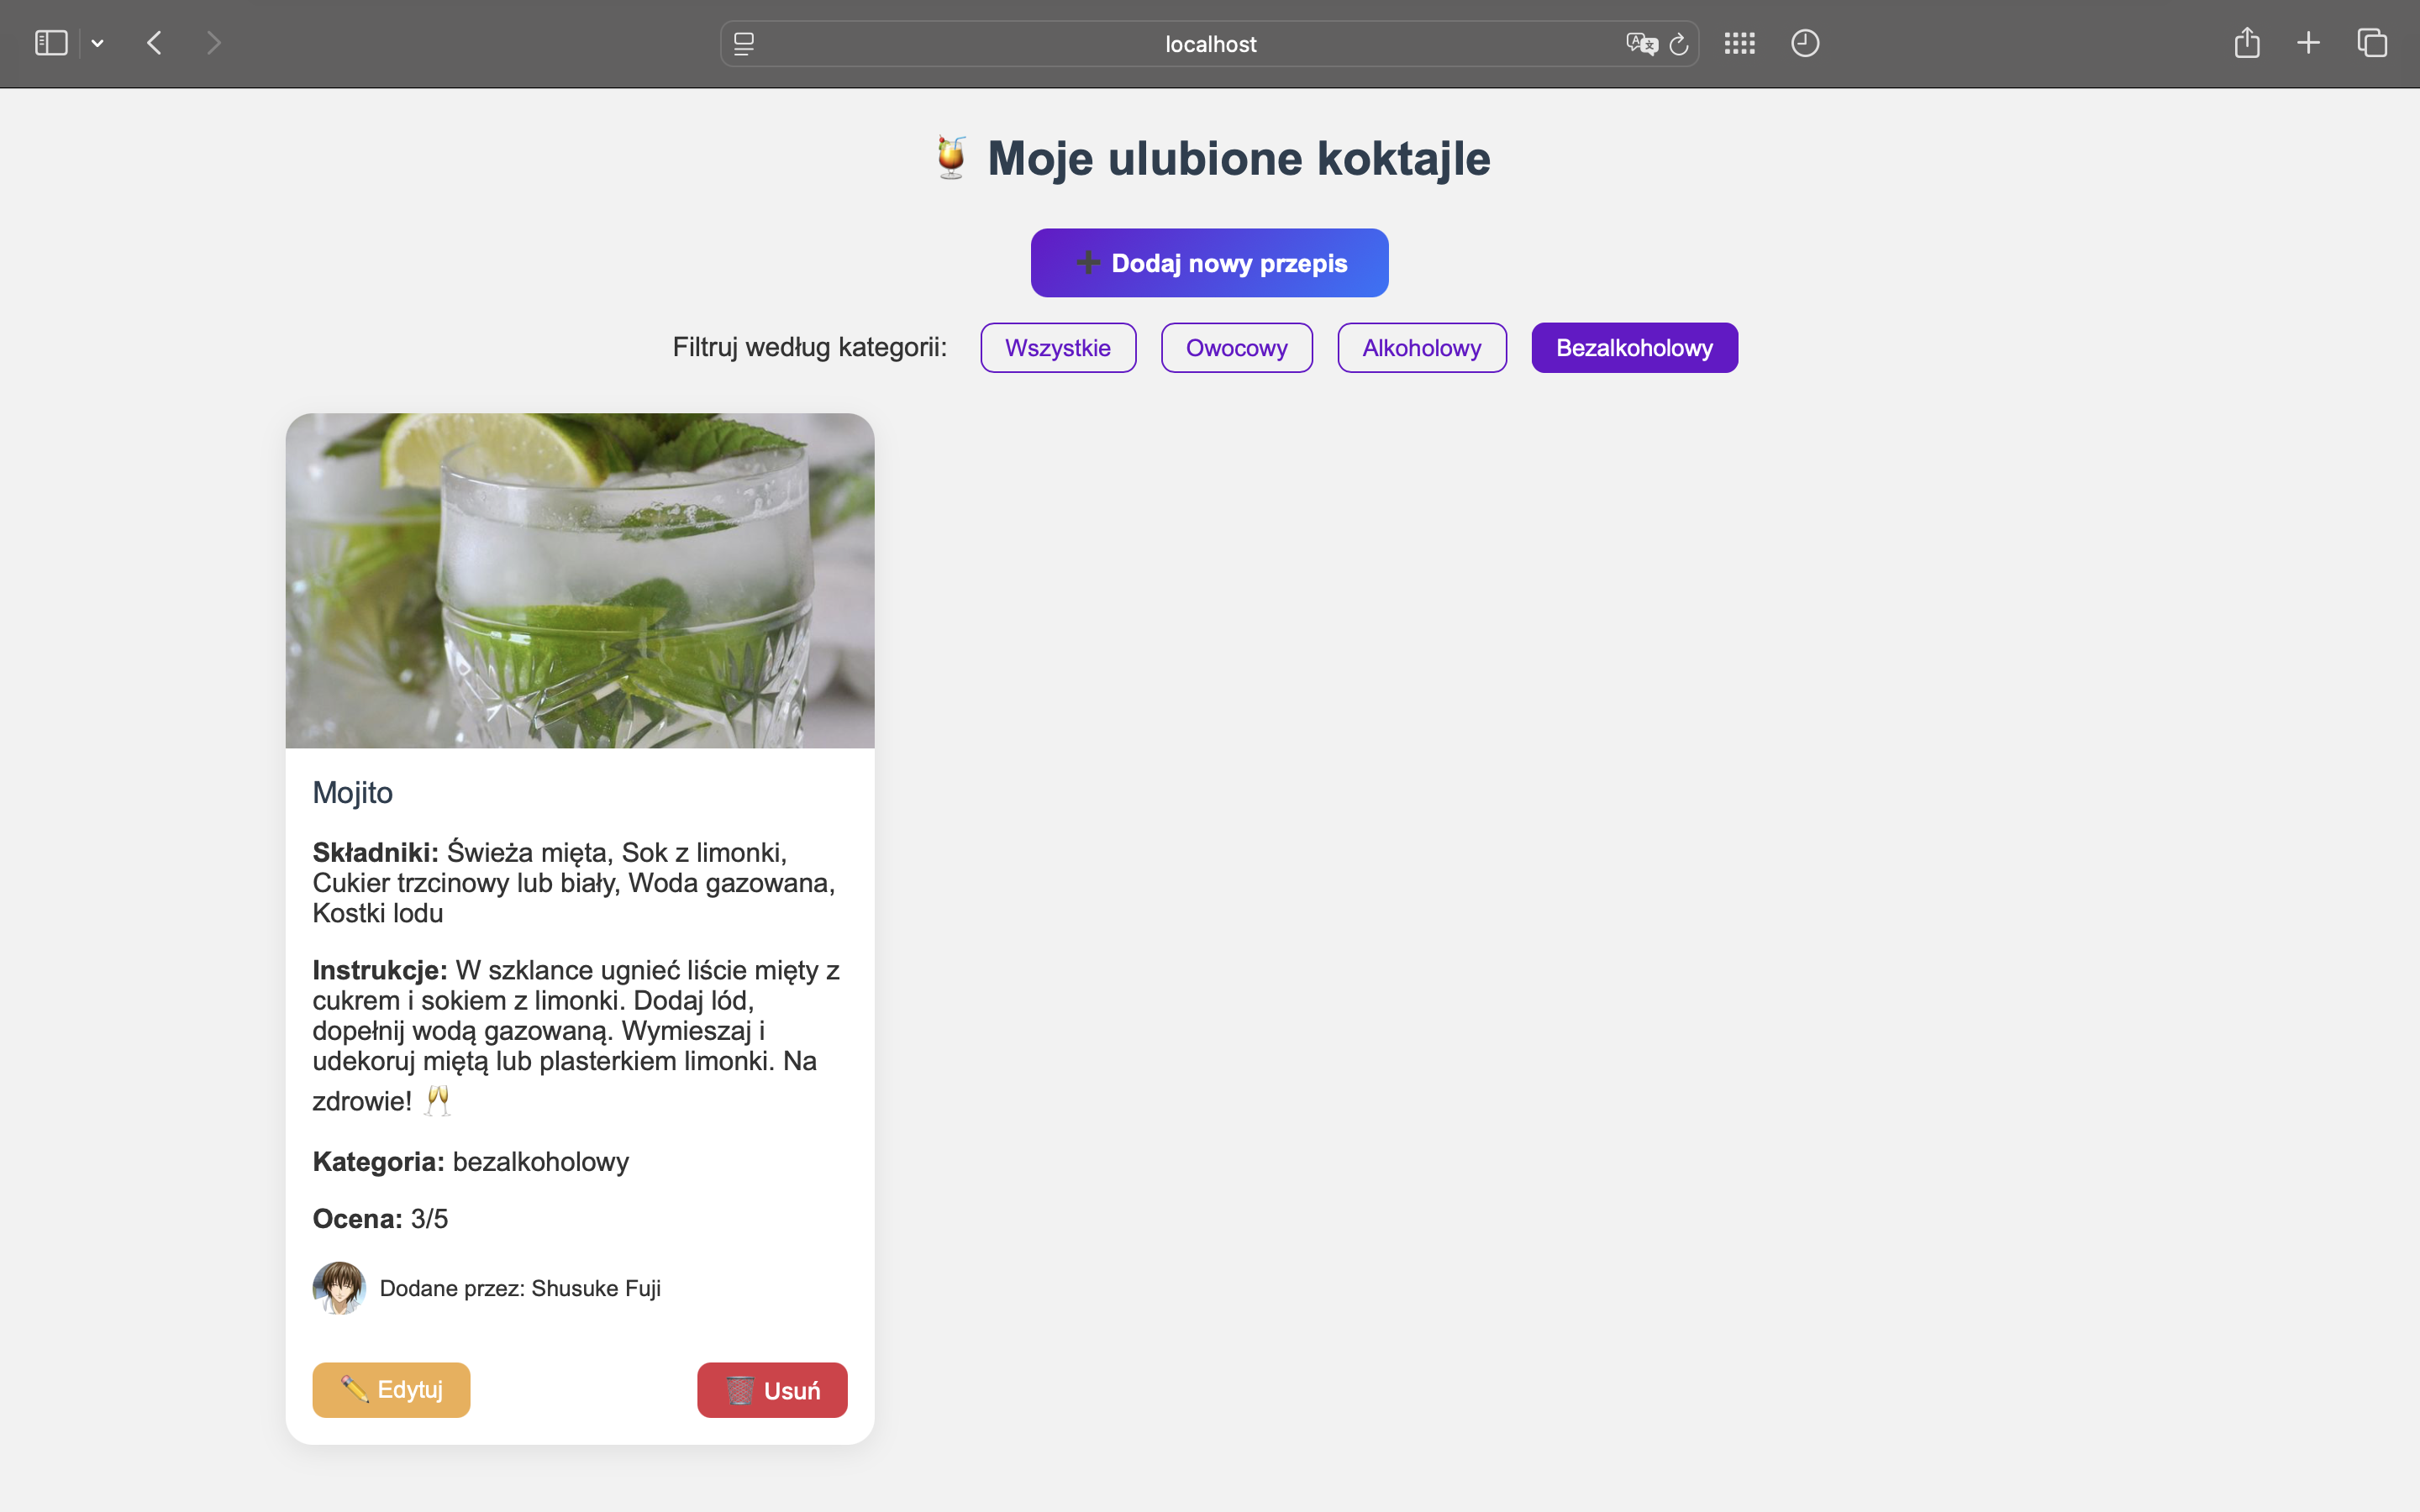 localhost
Moje ulubione koktajle
Dodaj nowy przepis
Filtruj według kategorii: Wszystkie Owocowy Alkoholowy Bezalkoholowy
Mojito
Składniki: Świeża mięta, Sok z limonki,
Cukier trzcinowy lub biały, Woda gazowana,
Kostki lodu
Instrukcje: W szklance ugnieć liście mięty z
cukrem i sokiem z limonki. Dodaj lód,
dopełnij wodą gazowaną. Wymieszaj i
udekoruj miętą lub plasterkiem limonki. Na
zdrowie! 🥂
Kategoria: bezalkoholowy
Ocena: 3/5
Dodane przez: Shusuke Fuji
Edytuj Usuń